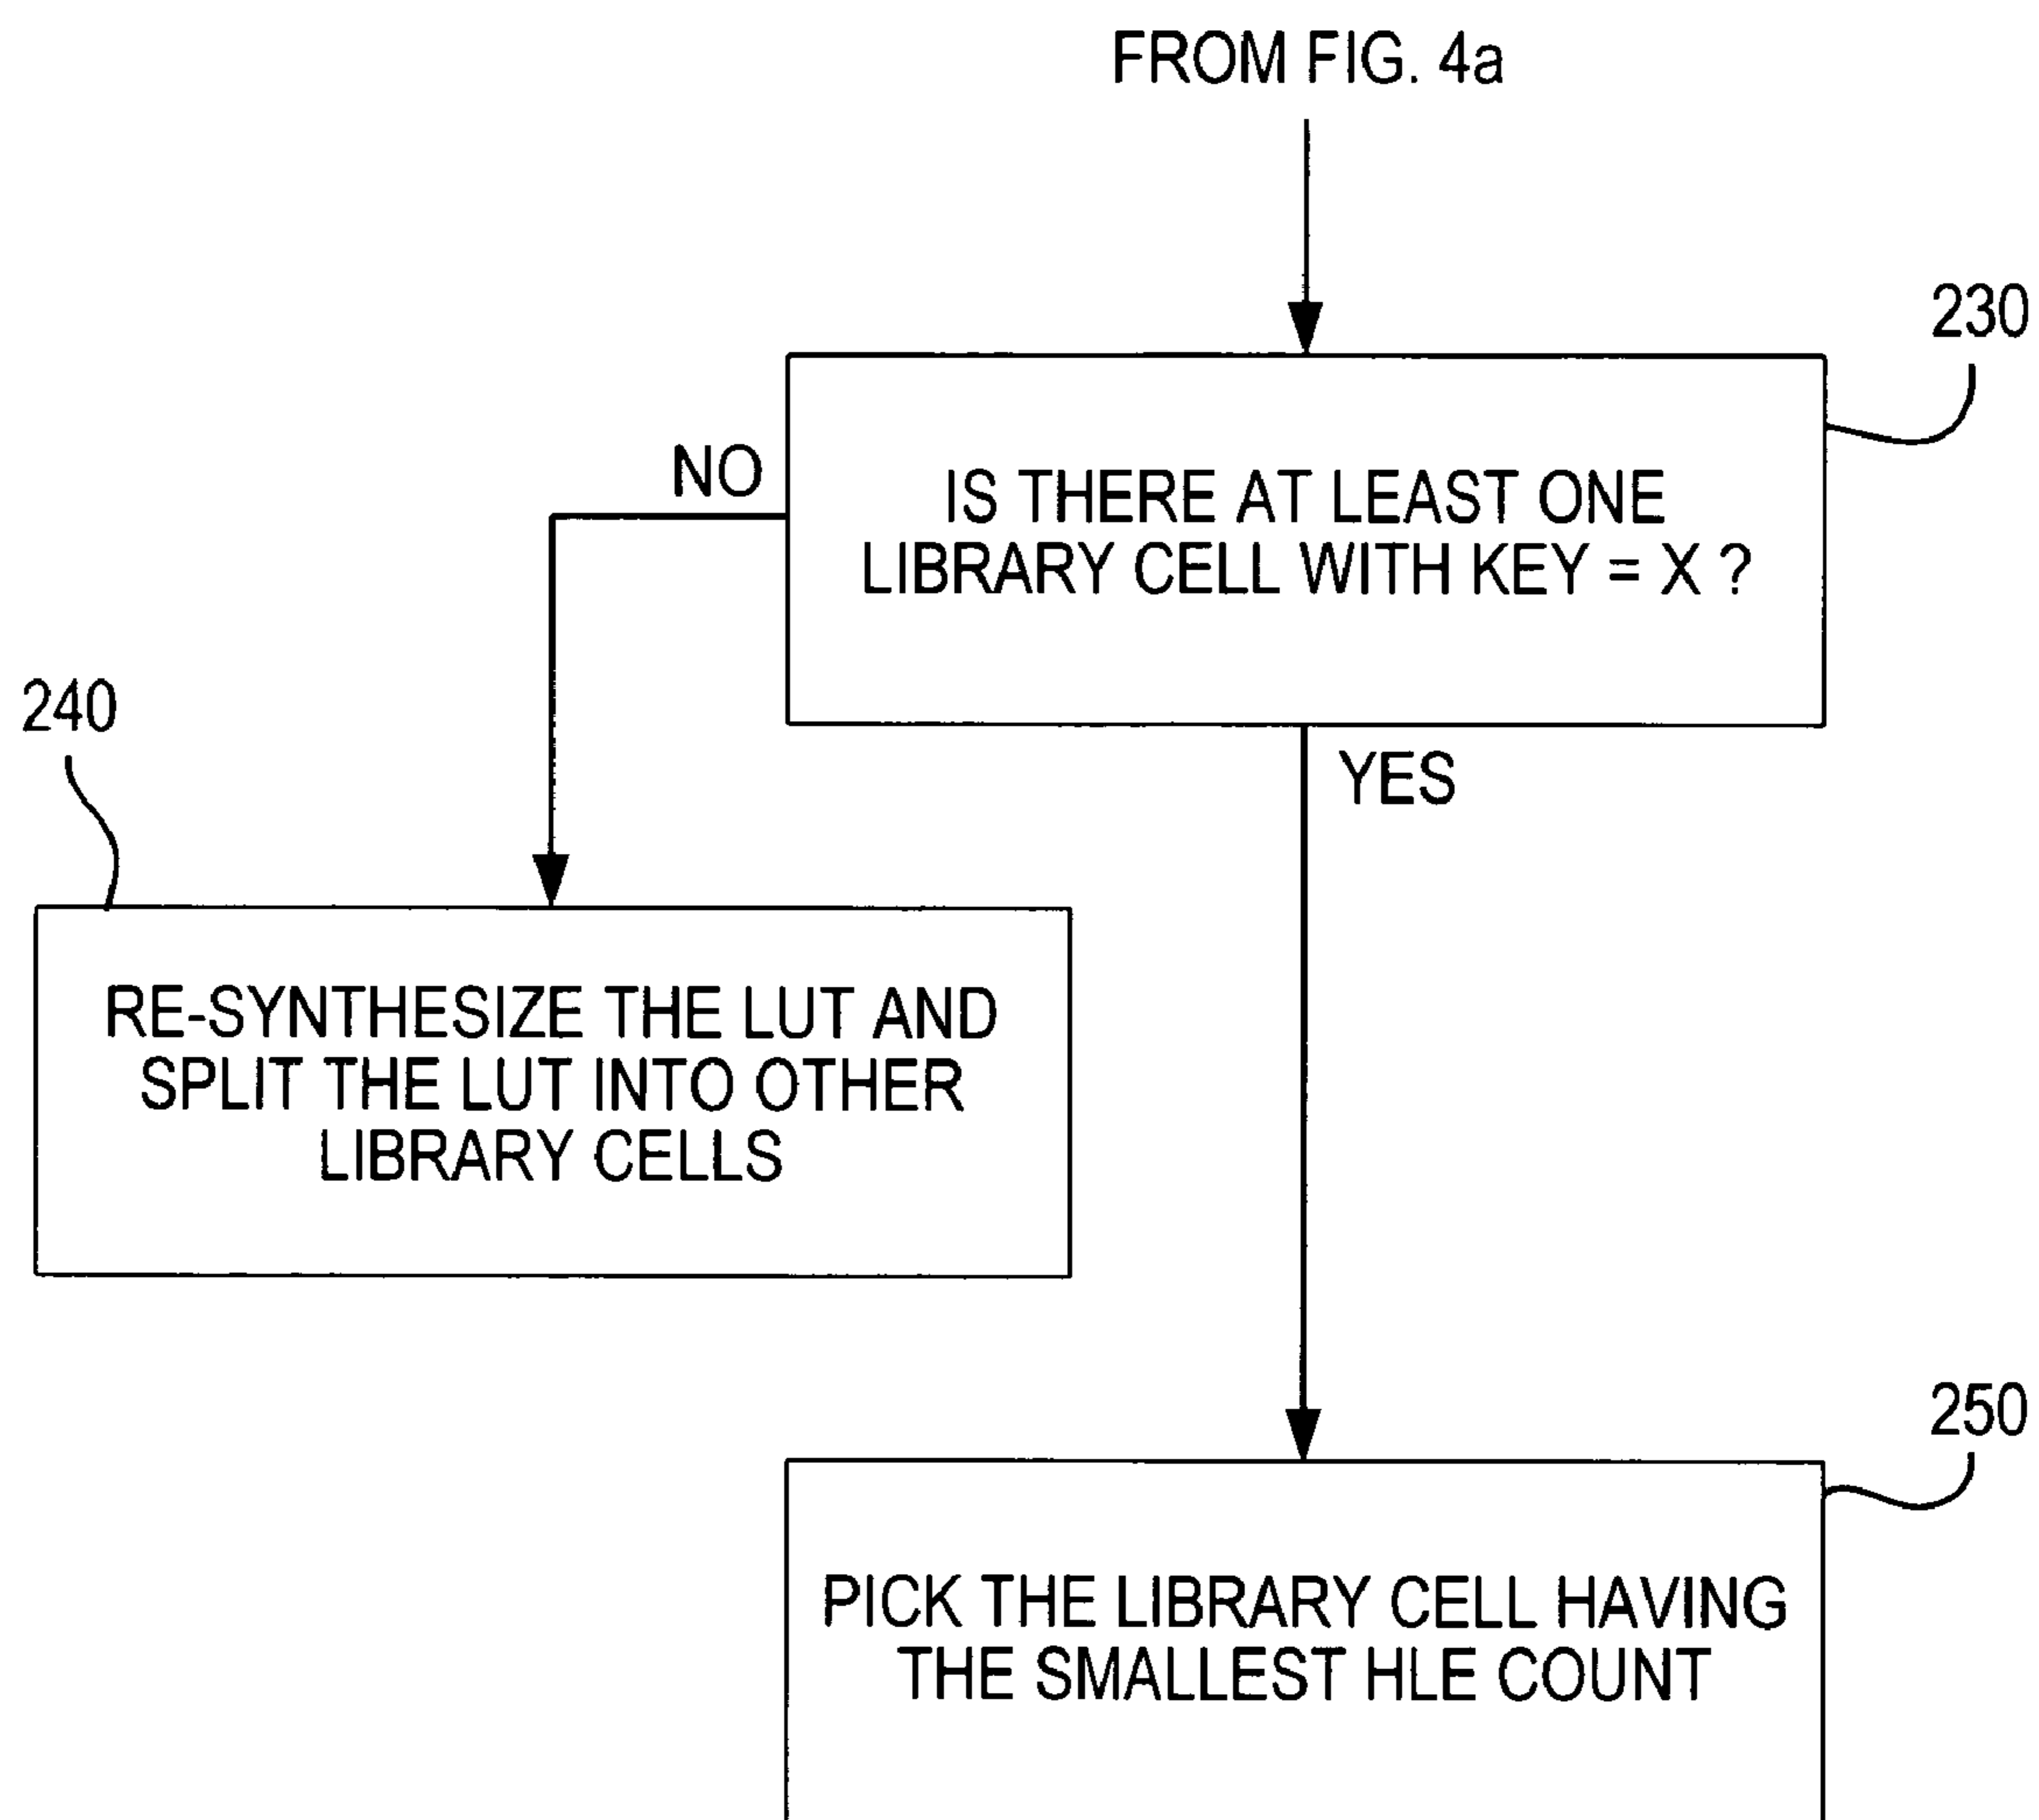 FROM FIG. 4a
230
IS THERE AT LEAST ONE
LIBRARY CELL WITH KEY = X ?
NO
YES
240
RE-SYNTHESIZE THE LUT AND
SPLIT THE LUT INTO OTHER
LIBRARY CELLS
250
PICK THE LIBRARY CELL HAVING
THE SMALLEST HLE COUNT